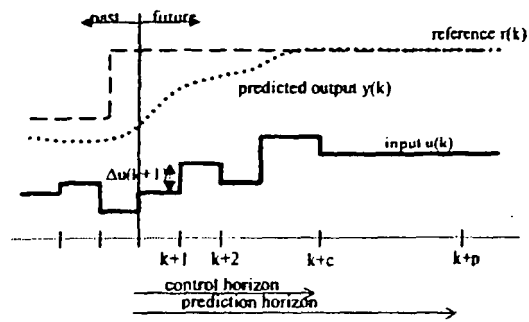 past future
reference r(k)
predicted output y(k)
input u(k)
Δu(k+1)
k+1 k+2 k+c k+p
control horizon
prediction horizon